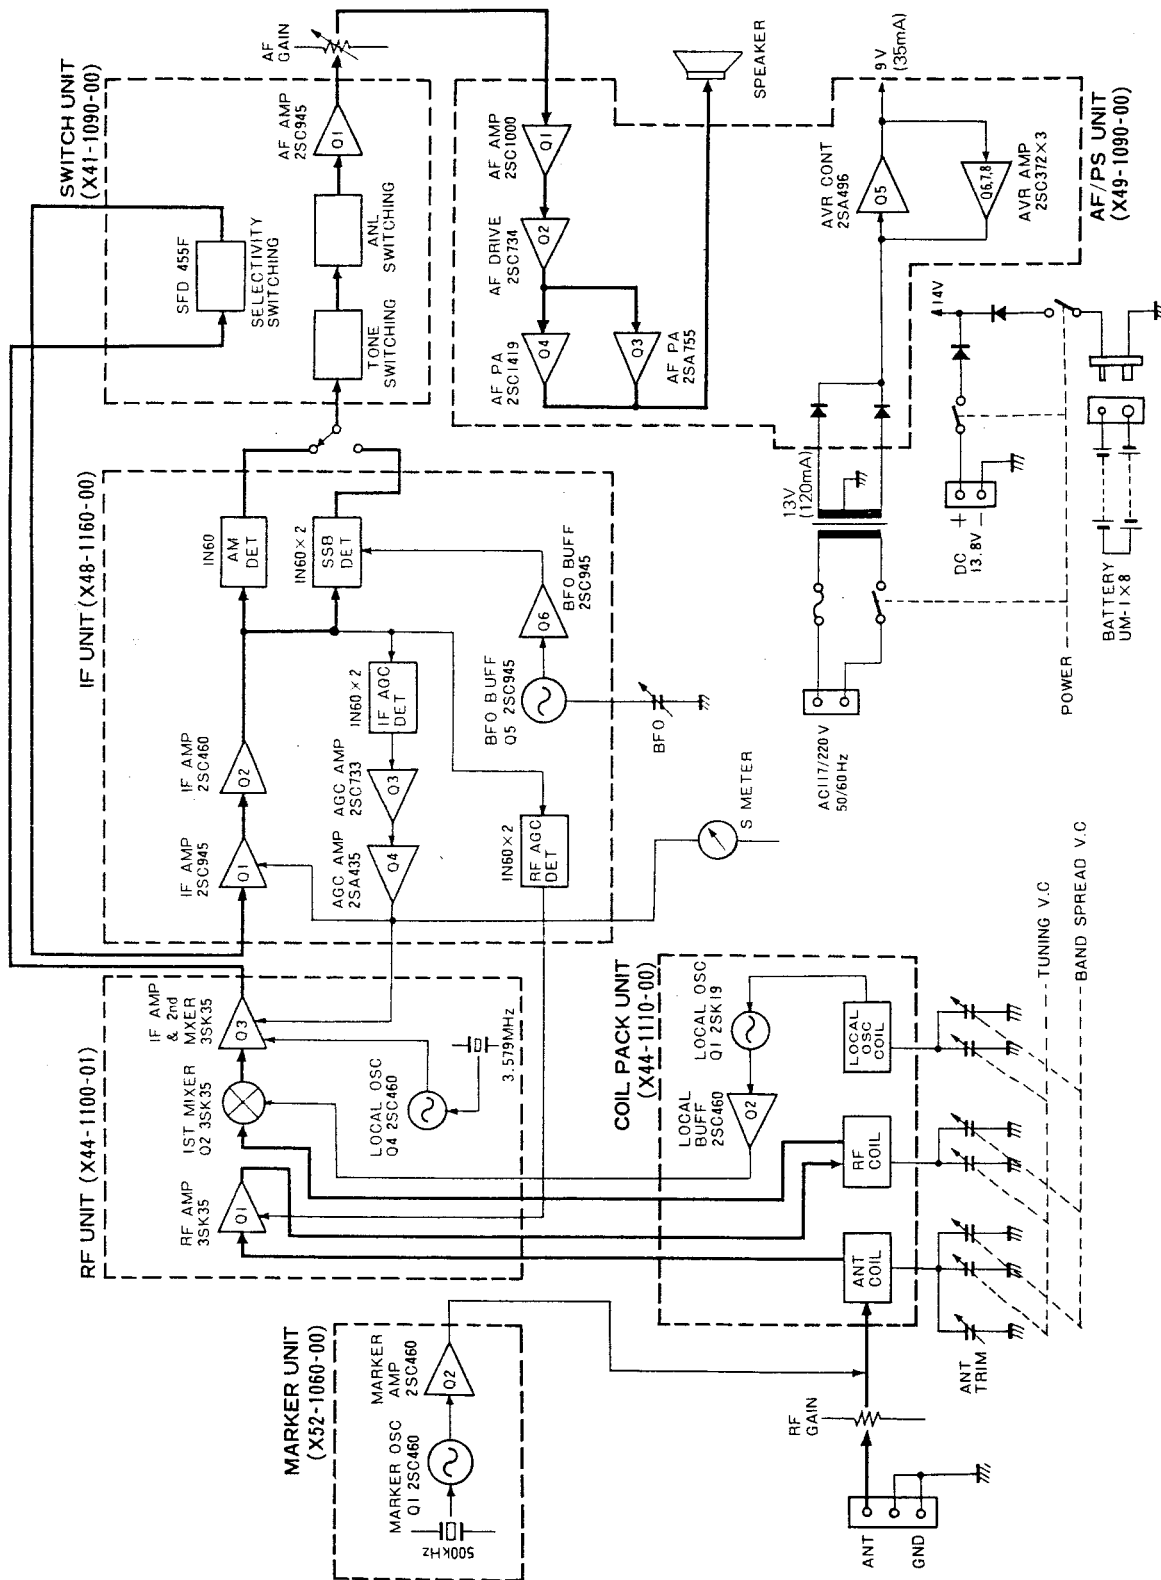 MARKER UNIT
(X52-1060-00)
MARKER OSC
Q1 2SC460
500kHz
MARKER
AMP
2SC460
Q2
RF UNIT (X44-1100-01)
RF AMP
3SK35
Q1
1ST MIXER
Q2 3SK35
IF AMP
& 2nd
MXER
3SK35
Q3
LOCAL OSC
Q4 2SC460
3.579MHz
IF UNIT (X48-1160-00)
IF AMP
2SC945
Q1
IF AMP
2SC460
Q2
IN60
AM
DET
IN60×2
SSB
DET
IN60×2
IF AGC
DET
AGC AMP
2SC733
Q3
AGC AMP
2SA435
Q4
IN60×2
RF AGC
DET
BFO BUFF
Q5 2SC945
Q6
BFO BUFF
2SC945
BFO
S METER
SWITCH UNIT
(X41-1090-00)
SFD 455F
SELECTIVITY
SWITCHING
TONE
SWITCHING
ANL
SWITCHING
AF AMP
2SC945
Q1
AF
GAIN
AF AMP
2SC1000
Q1
AF DRIVE
2SC734
Q2
AF PA
2SC1419
Q4
Q3
AF PA
2SA755
SPEAKER
AVR CONT
2SA496
Q5
Q6,7,8
AVR AMP
2SC372×3
9V
(35mA)
AF/PS UNIT
(X49-1090-00)
13V
(120mA)
14V
AC117/220V
50/60Hz
DC
13.8V
+
−
BATTERY
UM-1×8
POWER
COIL PACK UNIT
(X44-1110-00)
LOCAL OSC
Q1 2SK19
LOCAL
BUFF
2SC460
Q2
ANT
COIL
RF
COIL
LOCAL
OSC
COIL
RF
GAIN
ANT
GND
ANT
TRIM
TUNING V.C
BAND SPREAD V.C